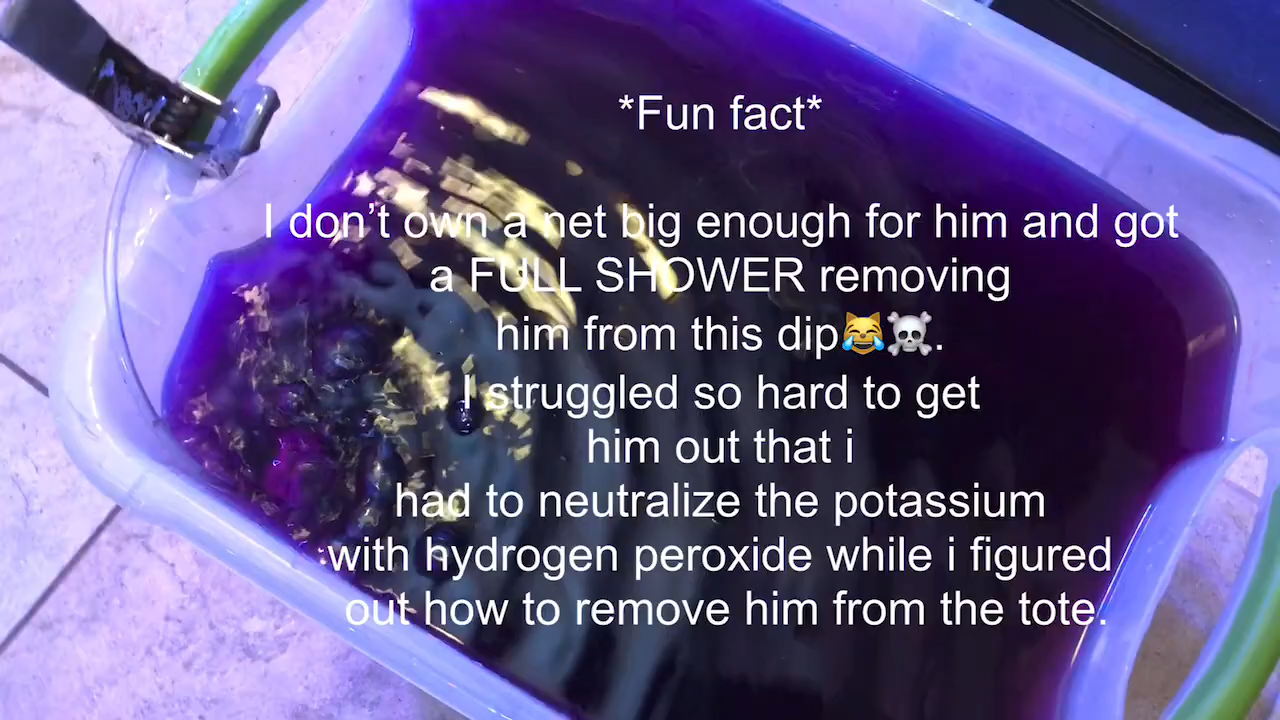 *Fun fact*
I don’t own a net big enough for him and got
a FULL SHOWER removing
him from this dip😹☠️.
I struggled so hard to get
him out that i
had to neutralize the potassium
with hydrogen peroxide while i figured
out how to remove him from the tote.